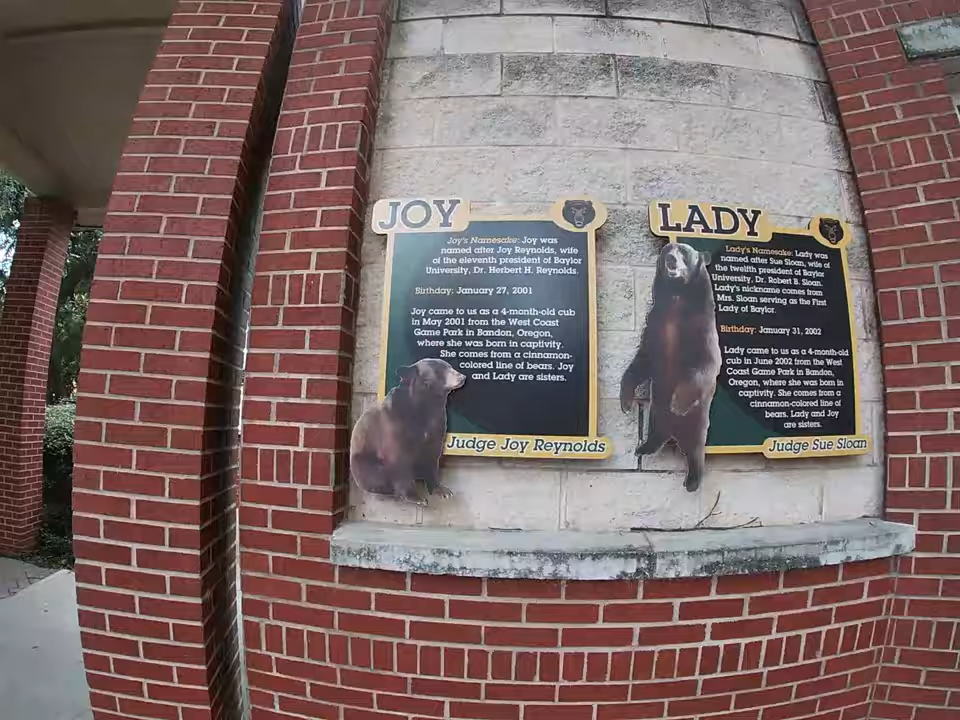 JOY
Joy's Namesake: Joy was
named after Joy Reynolds, wife
of the eleventh president of Baylor
University, Dr. Herbert H. Reynolds.
Birthday: January 27, 2001
Joy came to us as a 4-month-old cub
in May 2001 from the West Coast
Game Park in Bandon, Oregon,
where she was born in captivity.
She comes from a cinnamon-
colored line of bears. Joy
and Lady are sisters.
Judge Joy Reynolds
LADY
Lady's Namesake: Lady was
named after Sue Sloan, wife of
the twelfth president of Baylor
University, Dr. Robert B. Sloan.
Lady's nickname comes from
Mrs. Sloan serving as the First
Lady of Baylor.
Birthday: January 31, 2002
Lady came to us as a 4-month-old
cub in June 2002 from the West
Coast Game Park in Bandon,
Oregon, where she was born in
captivity. She comes from a
cinnamon-colored line of
bears. Lady and Joy
are sisters.
Judge Sue Sloan